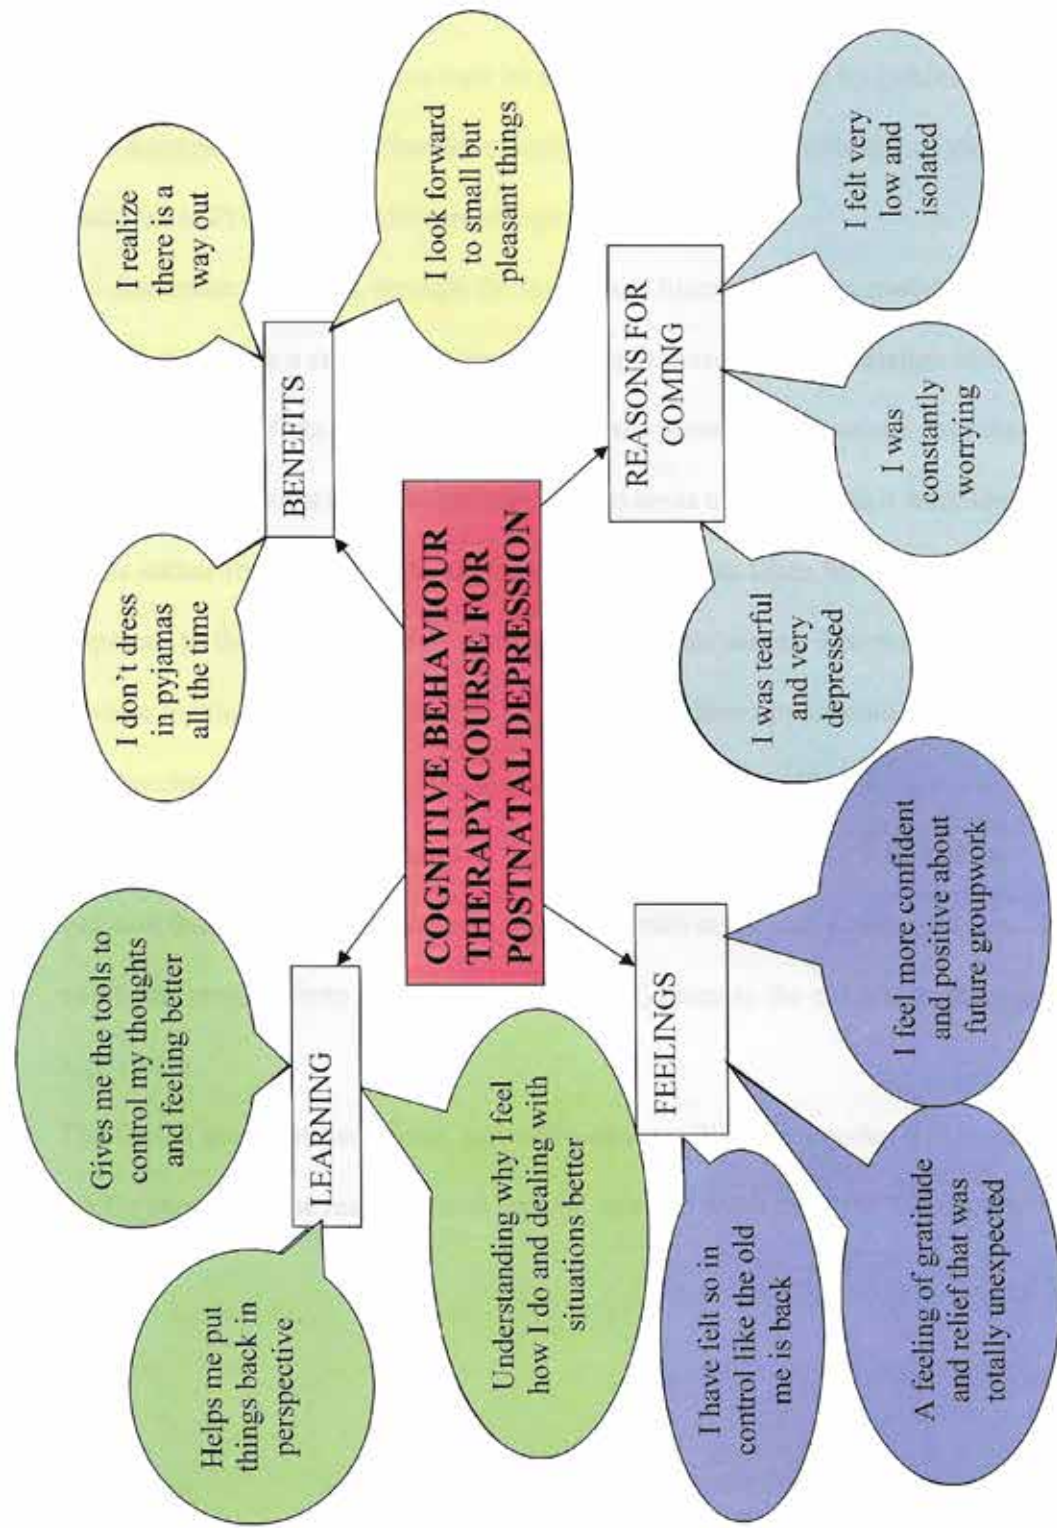 Helps me put
things back in
perspective
Gives me the tools to
control my thoughts
and feeling better
I don't dress
in pyjamas
all the time
I realize
there is a
way out
LEARNING
BENEFITS
I look forward
to small but
pleasant things
Understanding why I feel
how I do and dealing with
situations better
COGNITIVE BEHAVIOUR
THERAPY COURSE FOR
POSTNATAL DEPRESSION
FEELINGS
REASONS FOR
COMING
I have felt so in
control like the old
me is back
A feeling of gratitude
and relief that was
totally unexpected
I feel more confident
and positive about
future groupwork
I was tearful
and very
depressed
I was
constantly
worrying
I felt very
low and
isolated